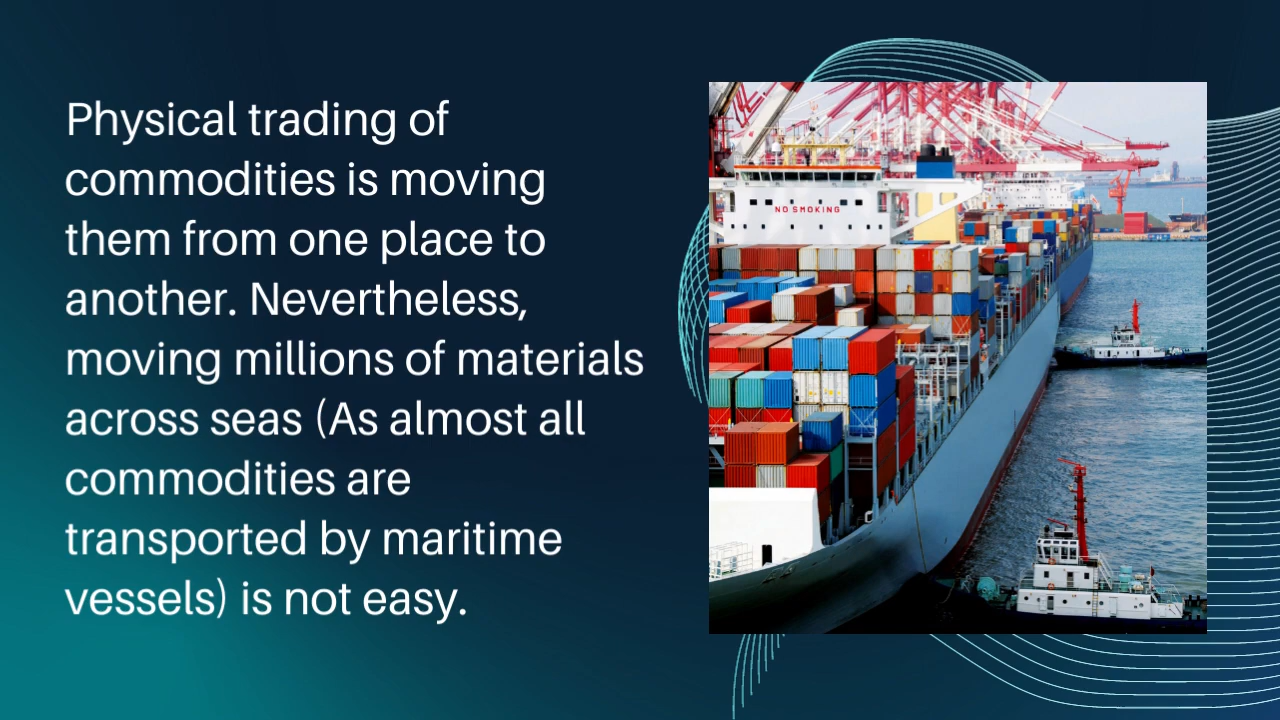 Physical trading of
commodities is moving
them from one place to
another. Nevertheless,
moving millions of materials
across seas (As almost all
commodities are
transported by maritime
vessels) is not easy.
NO SMOKING